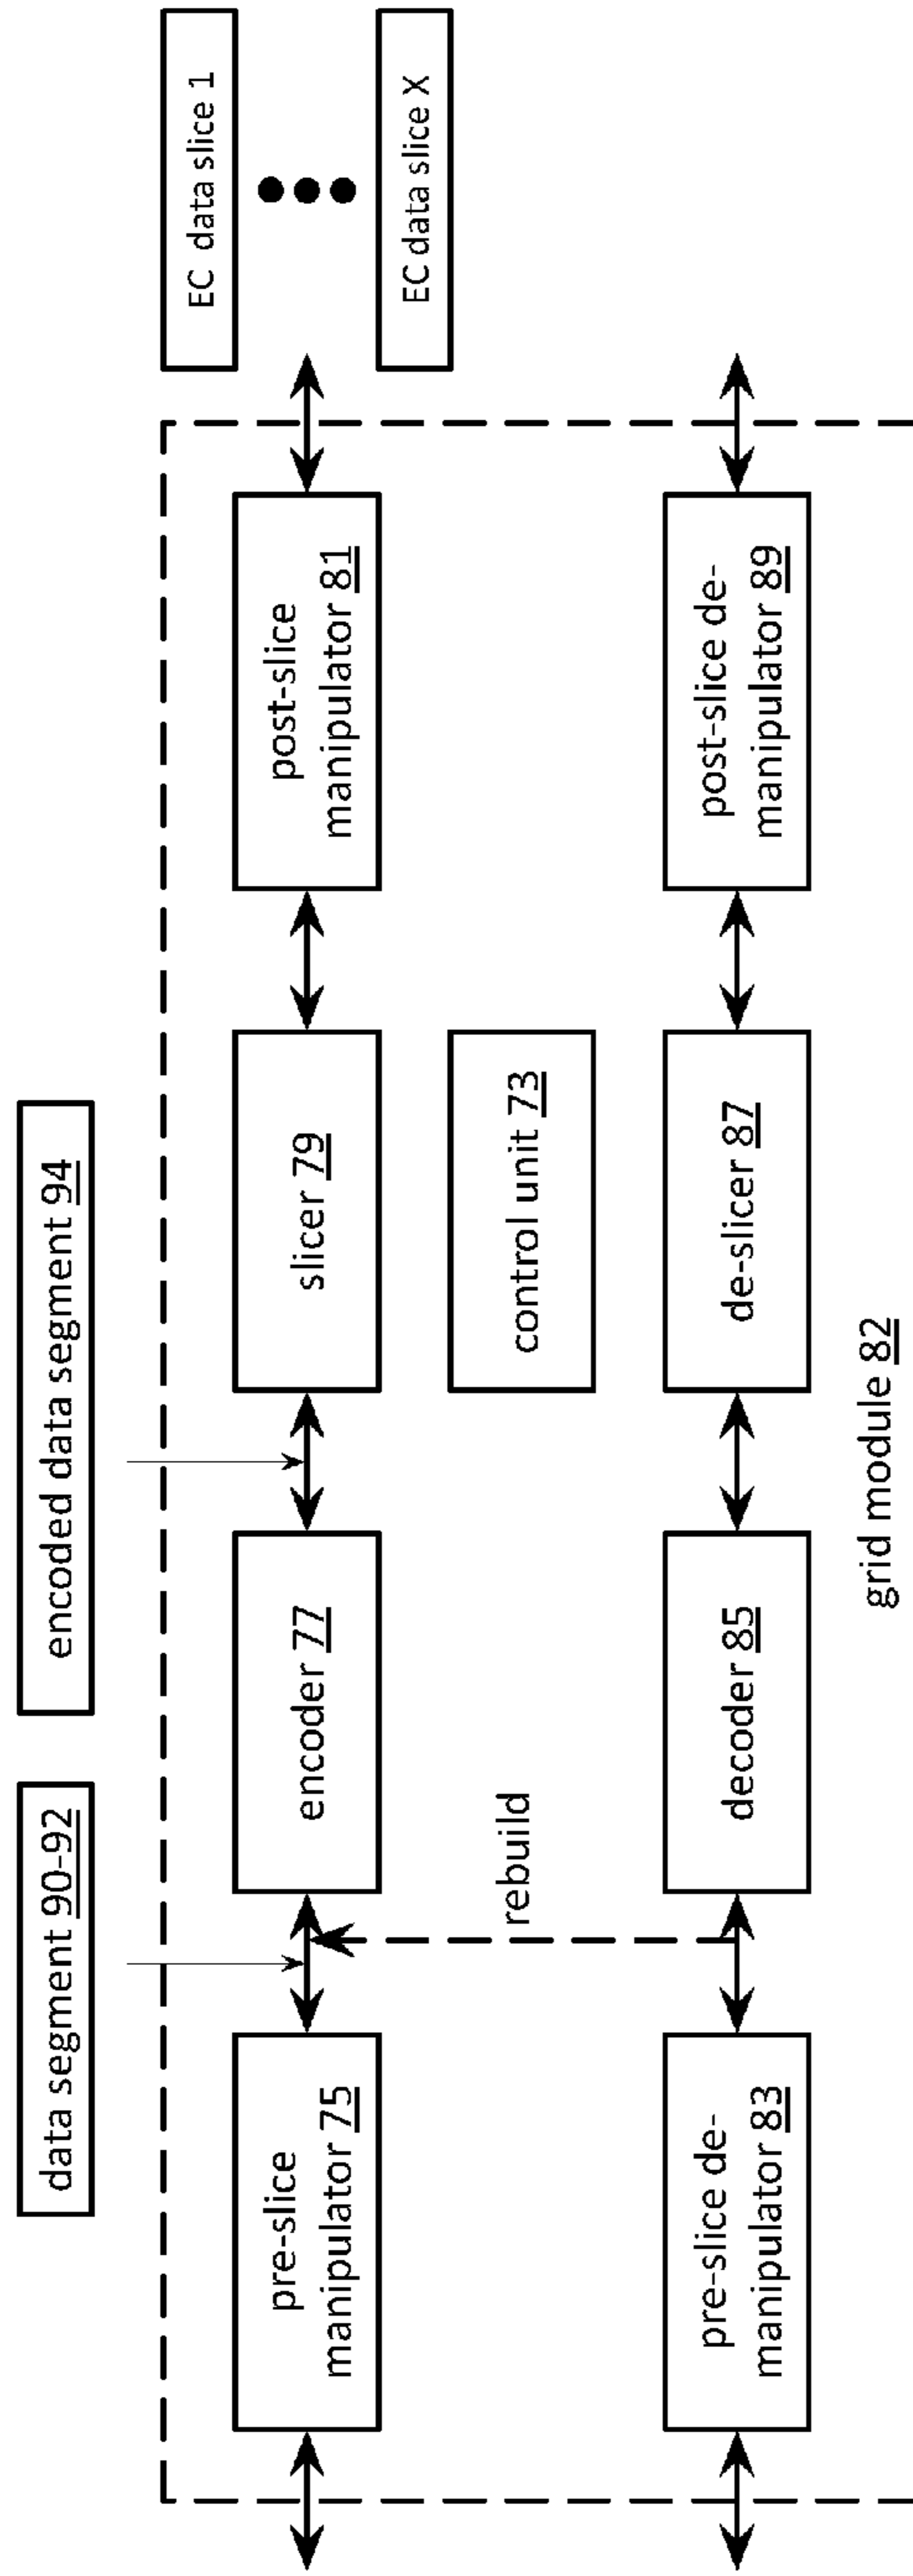 data segment 90-92
encoded data segment 94
pre-slice
manipulator 75
encoder 77
slicer 79
post-slice
manipulator 81
EC data slice 1
EC data slice X
rebuild
control unit 73
pre-slice de-
manipulator 83
decoder 85
de-slicer 87
post-slice de-
manipulator 89
grid module 82